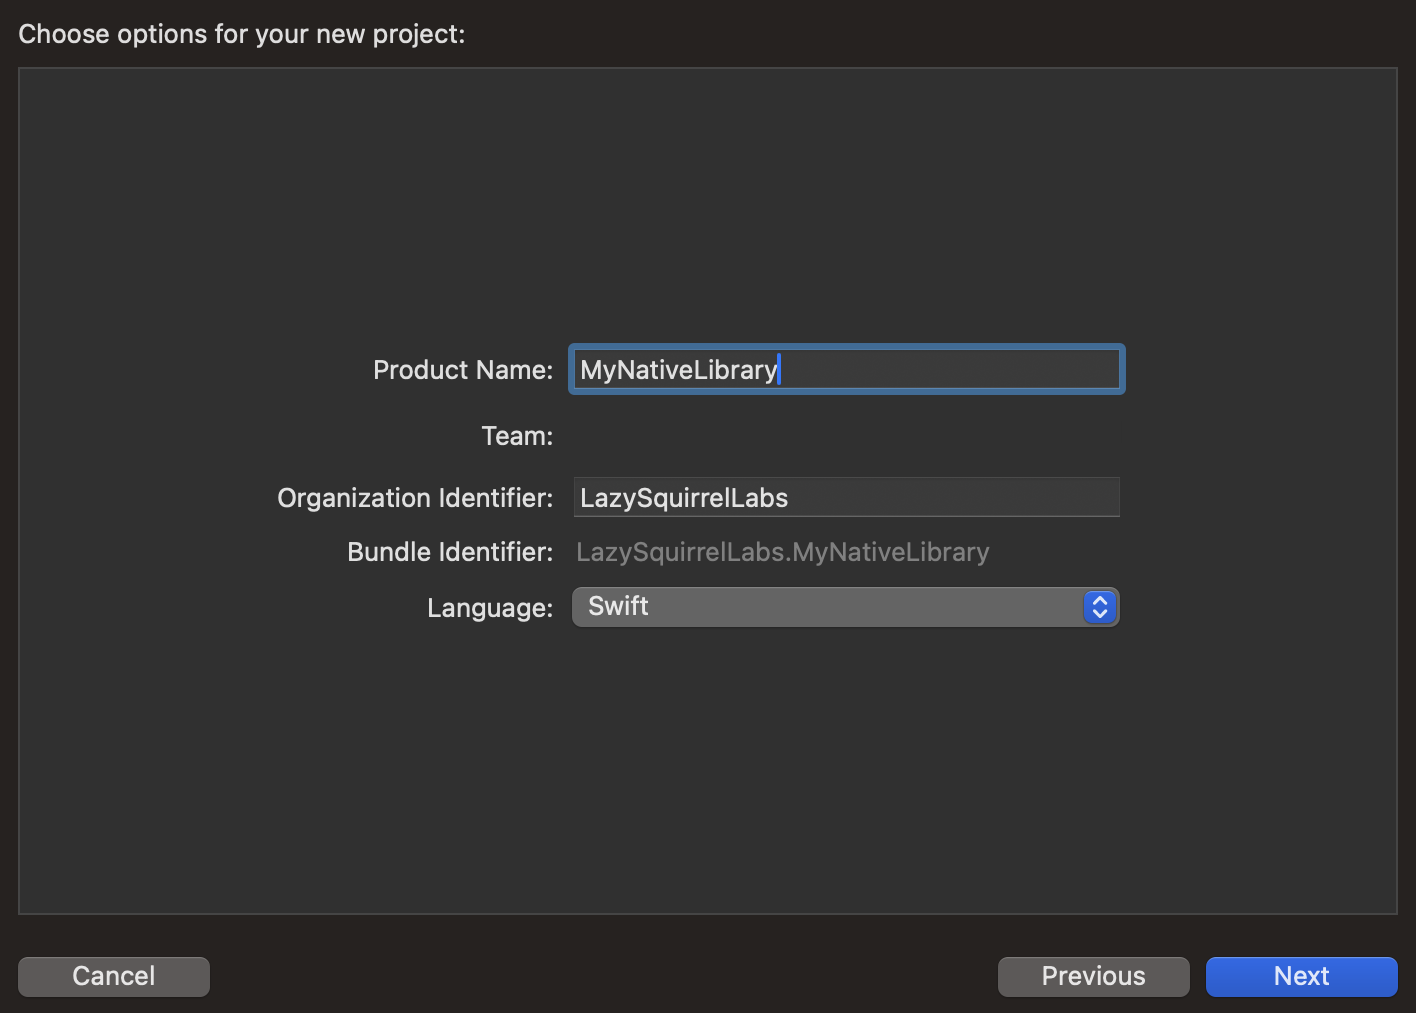 Choose options for your new project:
Product Name: MyNativeLibrary
Team:
Organization Identifier: LazySquirrelLabs
Bundle Identifier: LazySquirrelLabs.MyNativeLibrary
Language: Swift
Cancel Previous Next